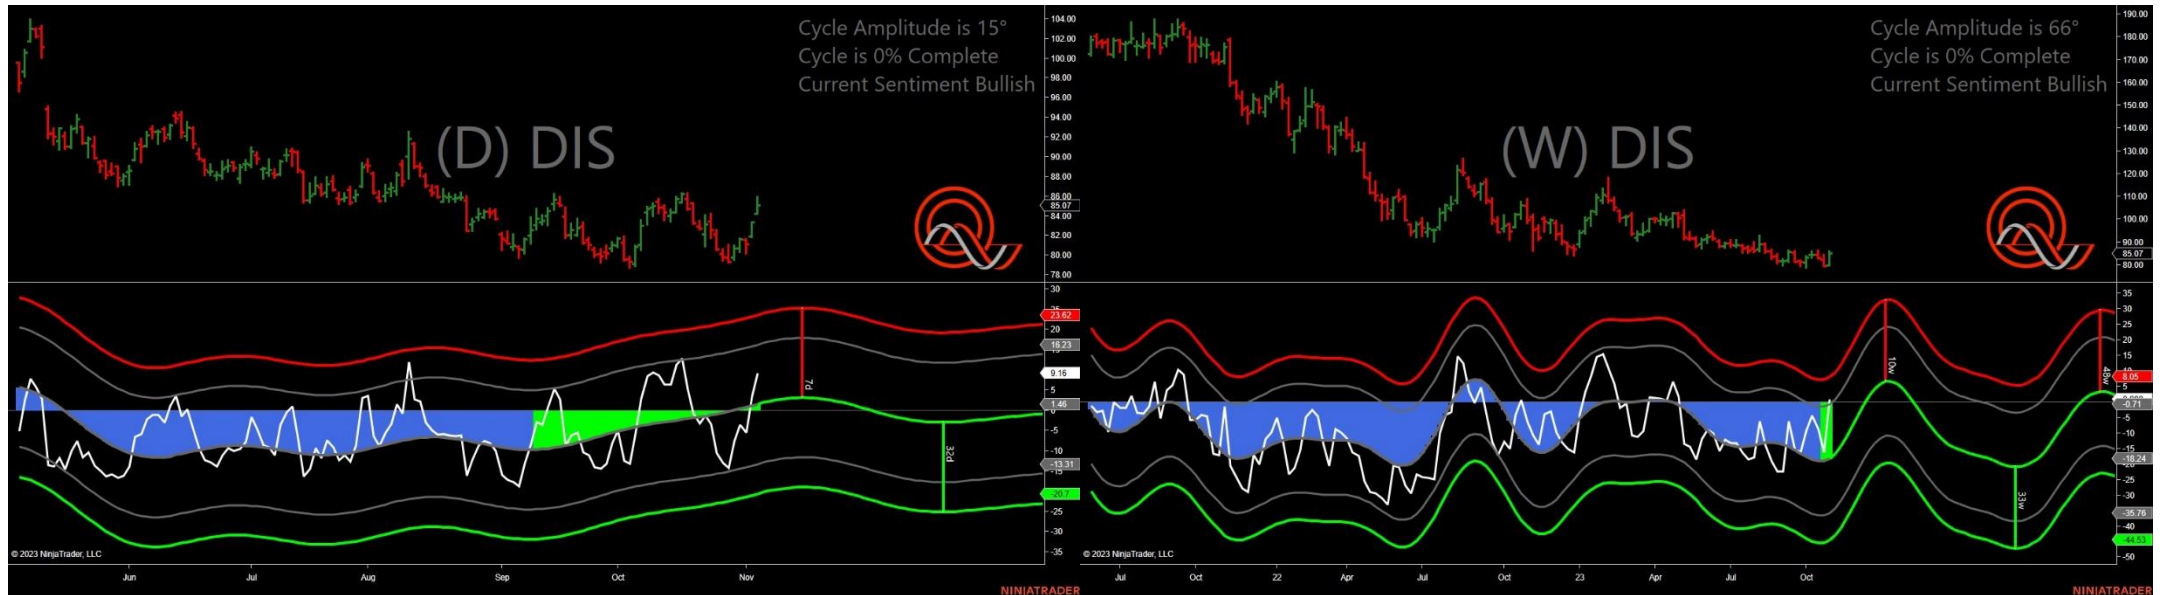 Cycle Amplitude is 15°
Cycle is 0% Complete
Current Sentiment Bullish
(D) DIS
104.00
102.00
100.00
98.00
96.00
94.00
92.00
90.00
88.00
86.00
85.07
84.00
82.00
80.00
78.00
30
25
23.62
20
16.23
9.16
5
1.46
0
-5
-10
-13.31
-15
-20.7
-25
-30
-35
7d
32d
© 2023 NinjaTrader, LLC
Jun
Jul
Aug
Sep
Oct
Nov
NINJATRADER
Cycle Amplitude is 66°
Cycle is 0% Complete
Current Sentiment Bullish
(W) DIS
190.00
180.00
170.00
160.00
150.00
140.00
130.00
120.00
110.00
100.00
90.00
85.07
80.00
35
30
25
20
15
10
8.05
5
-0.71
-5
-10
-15
-18.24
-20
-25
-30
-35.76
-40
-44.53
-50
10w
33w
48w
© 2023 NinjaTrader, LLC
Jul
Oct
22
Apr
Jul
Oct
23
Apr
Jul
Oct
NINJATRADER